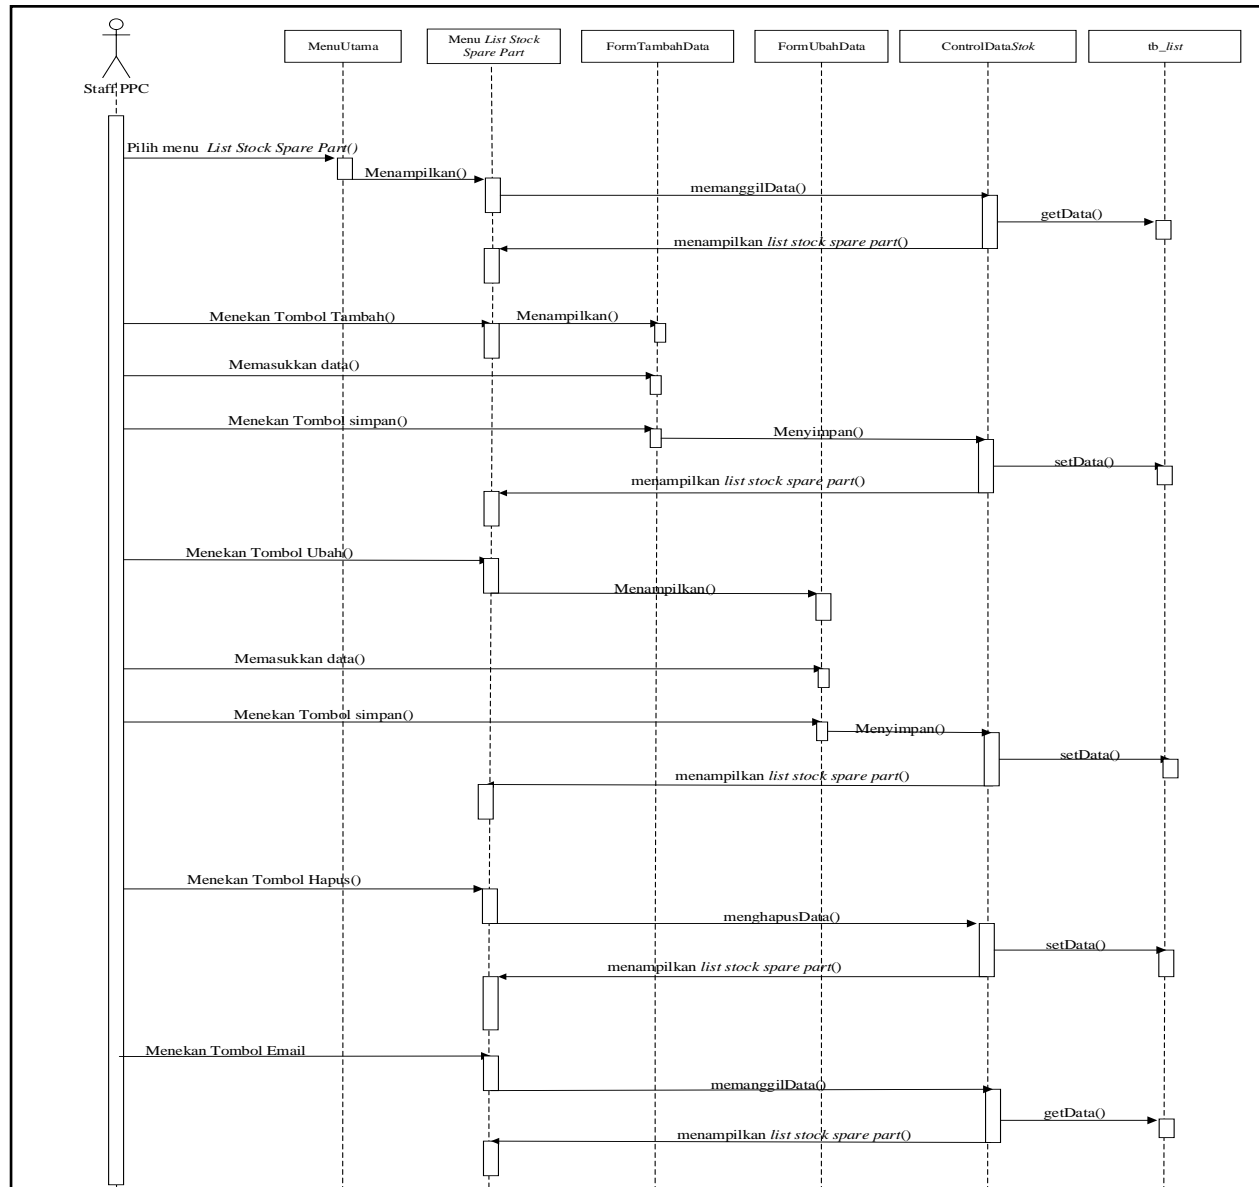 MenuUtama
Menu List Stock
Spare Part
FormTambahData
FormUbahData
ControlDataStok
tb_list
Staff PPC
Pilih menu List Stock Spare Part()
Menampilkan()
memanggilData()
getData()
menampilkan list stock spare part()
Menekan Tombol Tambah()
Menampilkan()
Memasukkan data()
Menekan Tombol simpan()
Menyimpan()
setData()
menampilkan list stock spare part()
Menekan Tombol Ubah()
Menampilkan()
Memasukkan data()
Menekan Tombol simpan()
Menyimpan()
setData()
menampilkan list stock spare part()
Menekan Tombol Hapus()
menghapusData()
setData()
menampilkan list stock spare part()
Menekan Tombol Email
memanggilData()
getData()
menampilkan list stock spare part()